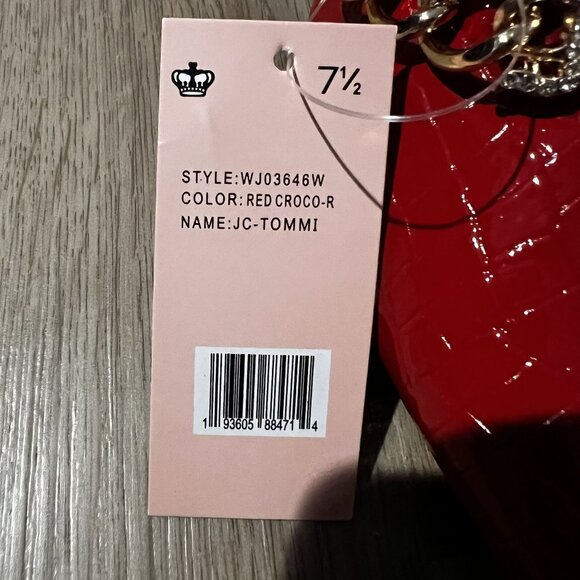 7½
STYLE:WJ03646W
COLOR:RED CROCO-R
NAME:JC-TOMMI
1 93605 88471 4